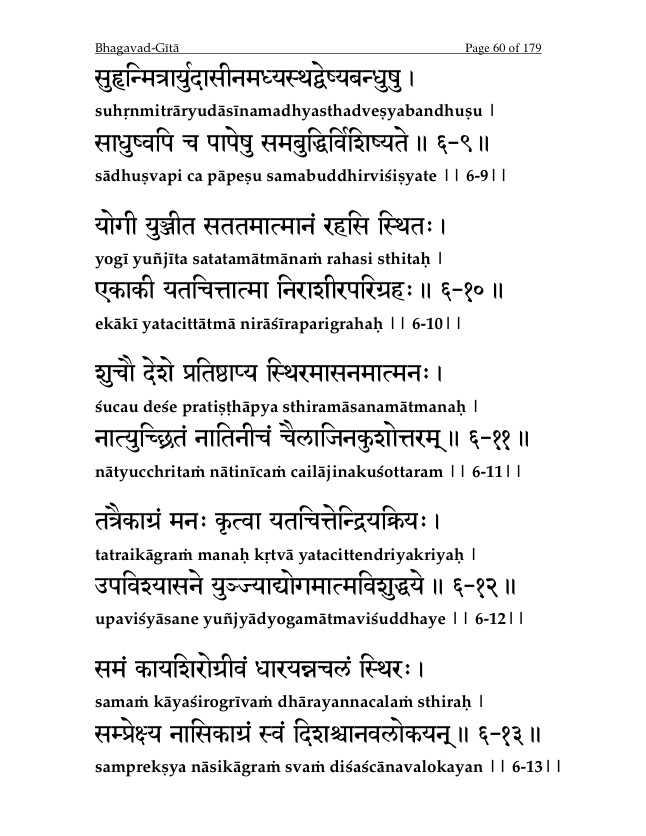 Bhagavad-Gītā Page 60 of 179
सुहृन्मित्रार्युदासीनमध्यस्थद्वेष्यबन्धुषु ।
suhṛnmitrāryudāsīnamadhyasthadveṣyabandhuṣu |
साधुष्वपि च पापेषु समबुद्धिर्विशिष्यते ॥ ६-९॥
sādhuṣvapi ca pāpeṣu samabuddhirviśiṣyate || 6-9||
योगी युञ्जीत सततमात्मानं रहसि स्थितः ।
yogī yuñjīta satatamātmānaṁ rahasi sthitaḥ |
एकाकी यतचित्तात्मा निराशीरपरिग्रहः ॥ ६-१०॥
ekākī yatacittātmā nirāśīraparigrahaḥ || 6-10||
शुचौ देशे प्रतिष्ठाप्य स्थिरमासनमात्मनः ।
śucau deśe pratiṣṭhāpya sthiramāsanamātmanaḥ |
नात्युच्छ्रितं नातिनीचं चैलाजिनकुशोत्तरम् ॥ ६-११॥
nātyucchritaṁ nātinīcaṁ cailājinakuśottaram || 6-11||
तत्रैकाग्रं मनः कृत्वा यतचित्तेन्द्रियक्रियः ।
tatraikāgraṁ manaḥ kṛtvā yatacittendriyakriyaḥ |
उपविश्यासने युञ्ज्याद्योगमात्मविशुद्धये ॥ ६-१२॥
upaviśyāsane yuñjyādyogamātmaviśuddhaye || 6-12||
समं कायशिरोग्रीवं धारयन्नचलं स्थिरः ।
samaṁ kāyaśirogrīvaṁ dhārayannacalaṁ sthiraḥ |
सम्प्रेक्ष्य नासिकाग्रं स्वं दिशश्चानवलोकयन् ॥ ६-१३॥
samprekṣya nāsikāgraṁ svaṁ diśaścānavalokayan || 6-13||